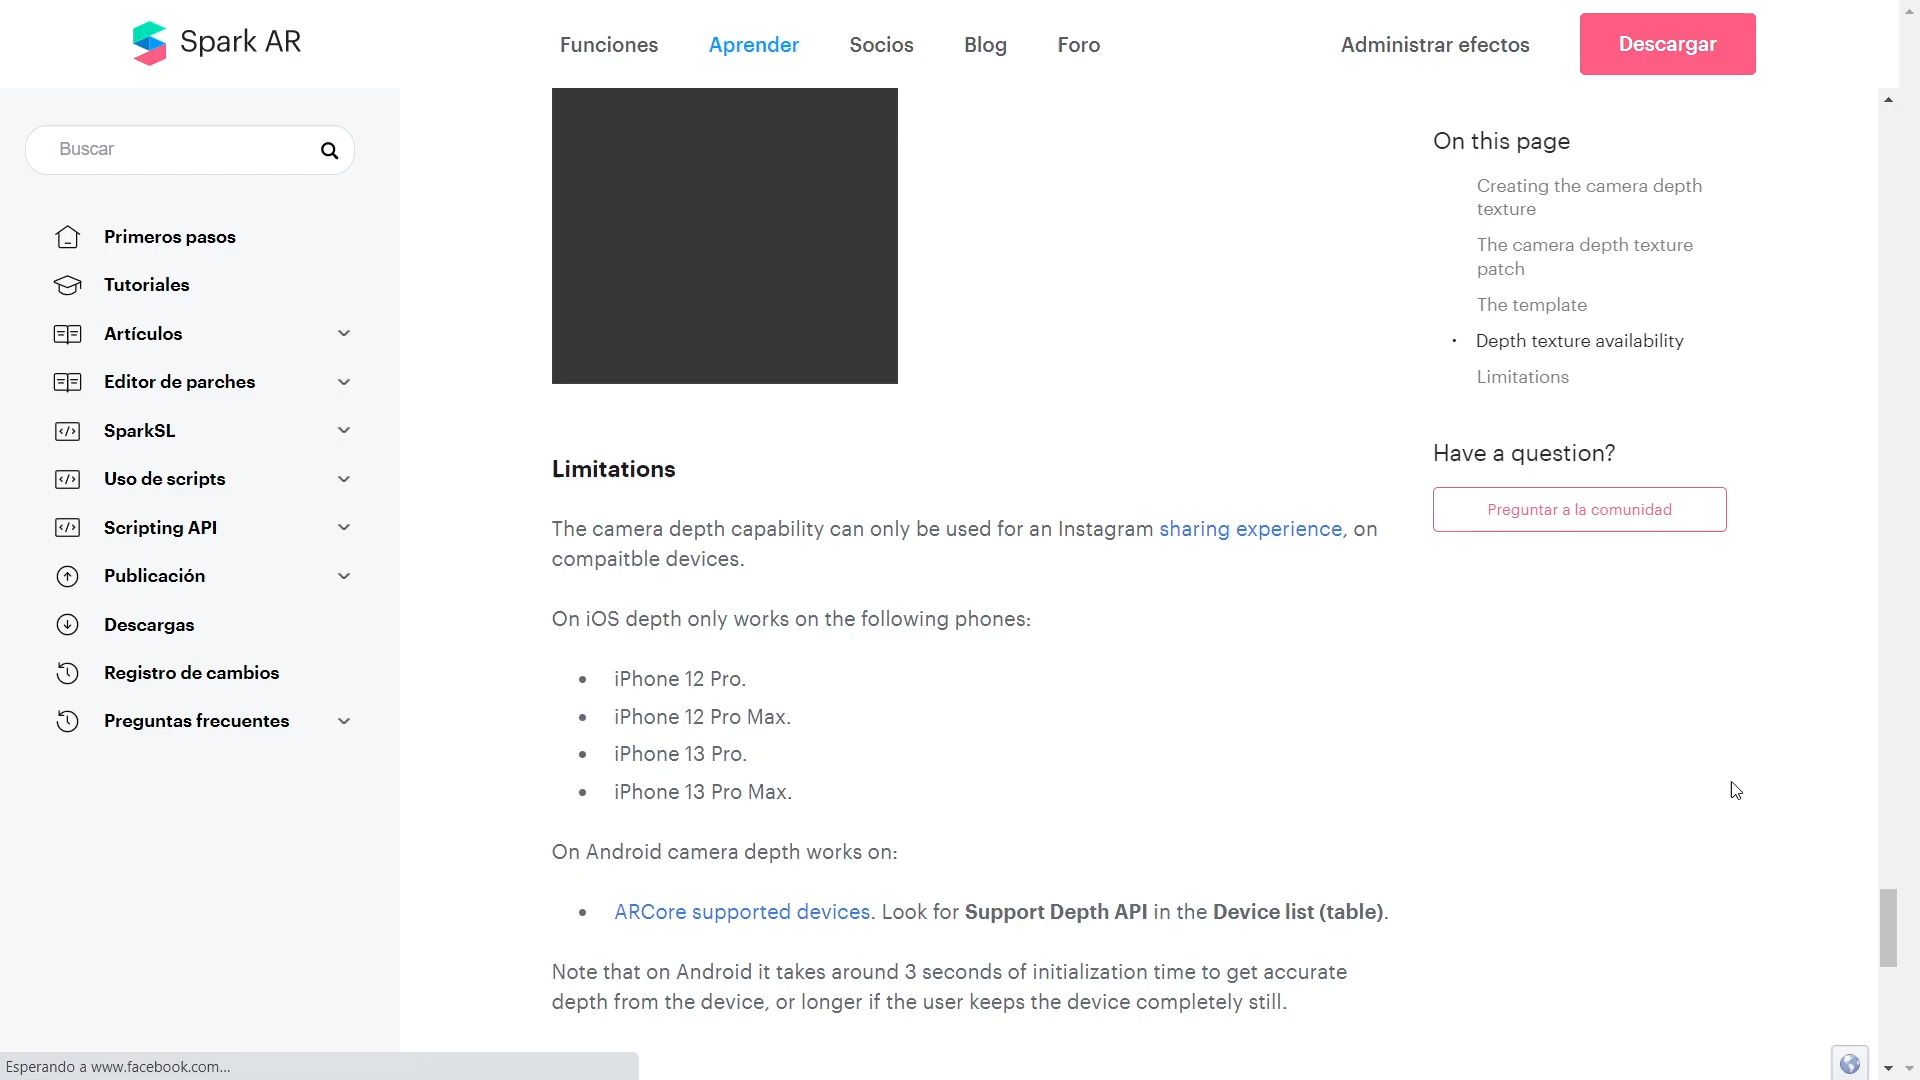 Spark AR
Funciones
Aprender
Socios
Blog
Foro
Administrar efectos
Descargar
Buscar
Primeros pasos
Tutoriales
Artículos
Editor de parches
SparkSL
Uso de scripts
Scripting API
Publicación
Descargas
Registro de cambios
Preguntas frecuentes
Limitations
The camera depth capability can only be used for an Instagram sharing experience, on
compaitble devices.
On iOS depth only works on the following phones:
• iPhone 12 Pro.
• iPhone 12 Pro Max.
• iPhone 13 Pro.
• iPhone 13 Pro Max.
On Android camera depth works on:
• ARCore supported devices. Look for Support Depth API in the Device list (table).
Note that on Android it takes around 3 seconds of initialization time to get accurate
depth from the device, or longer if the user keeps the device completely still.
On this page
Creating the camera depth
texture
The camera depth texture
patch
The template
• Depth texture availability
Limitations
Have a question?
Preguntar a la comunidad
Esperando a www.facebook.com...